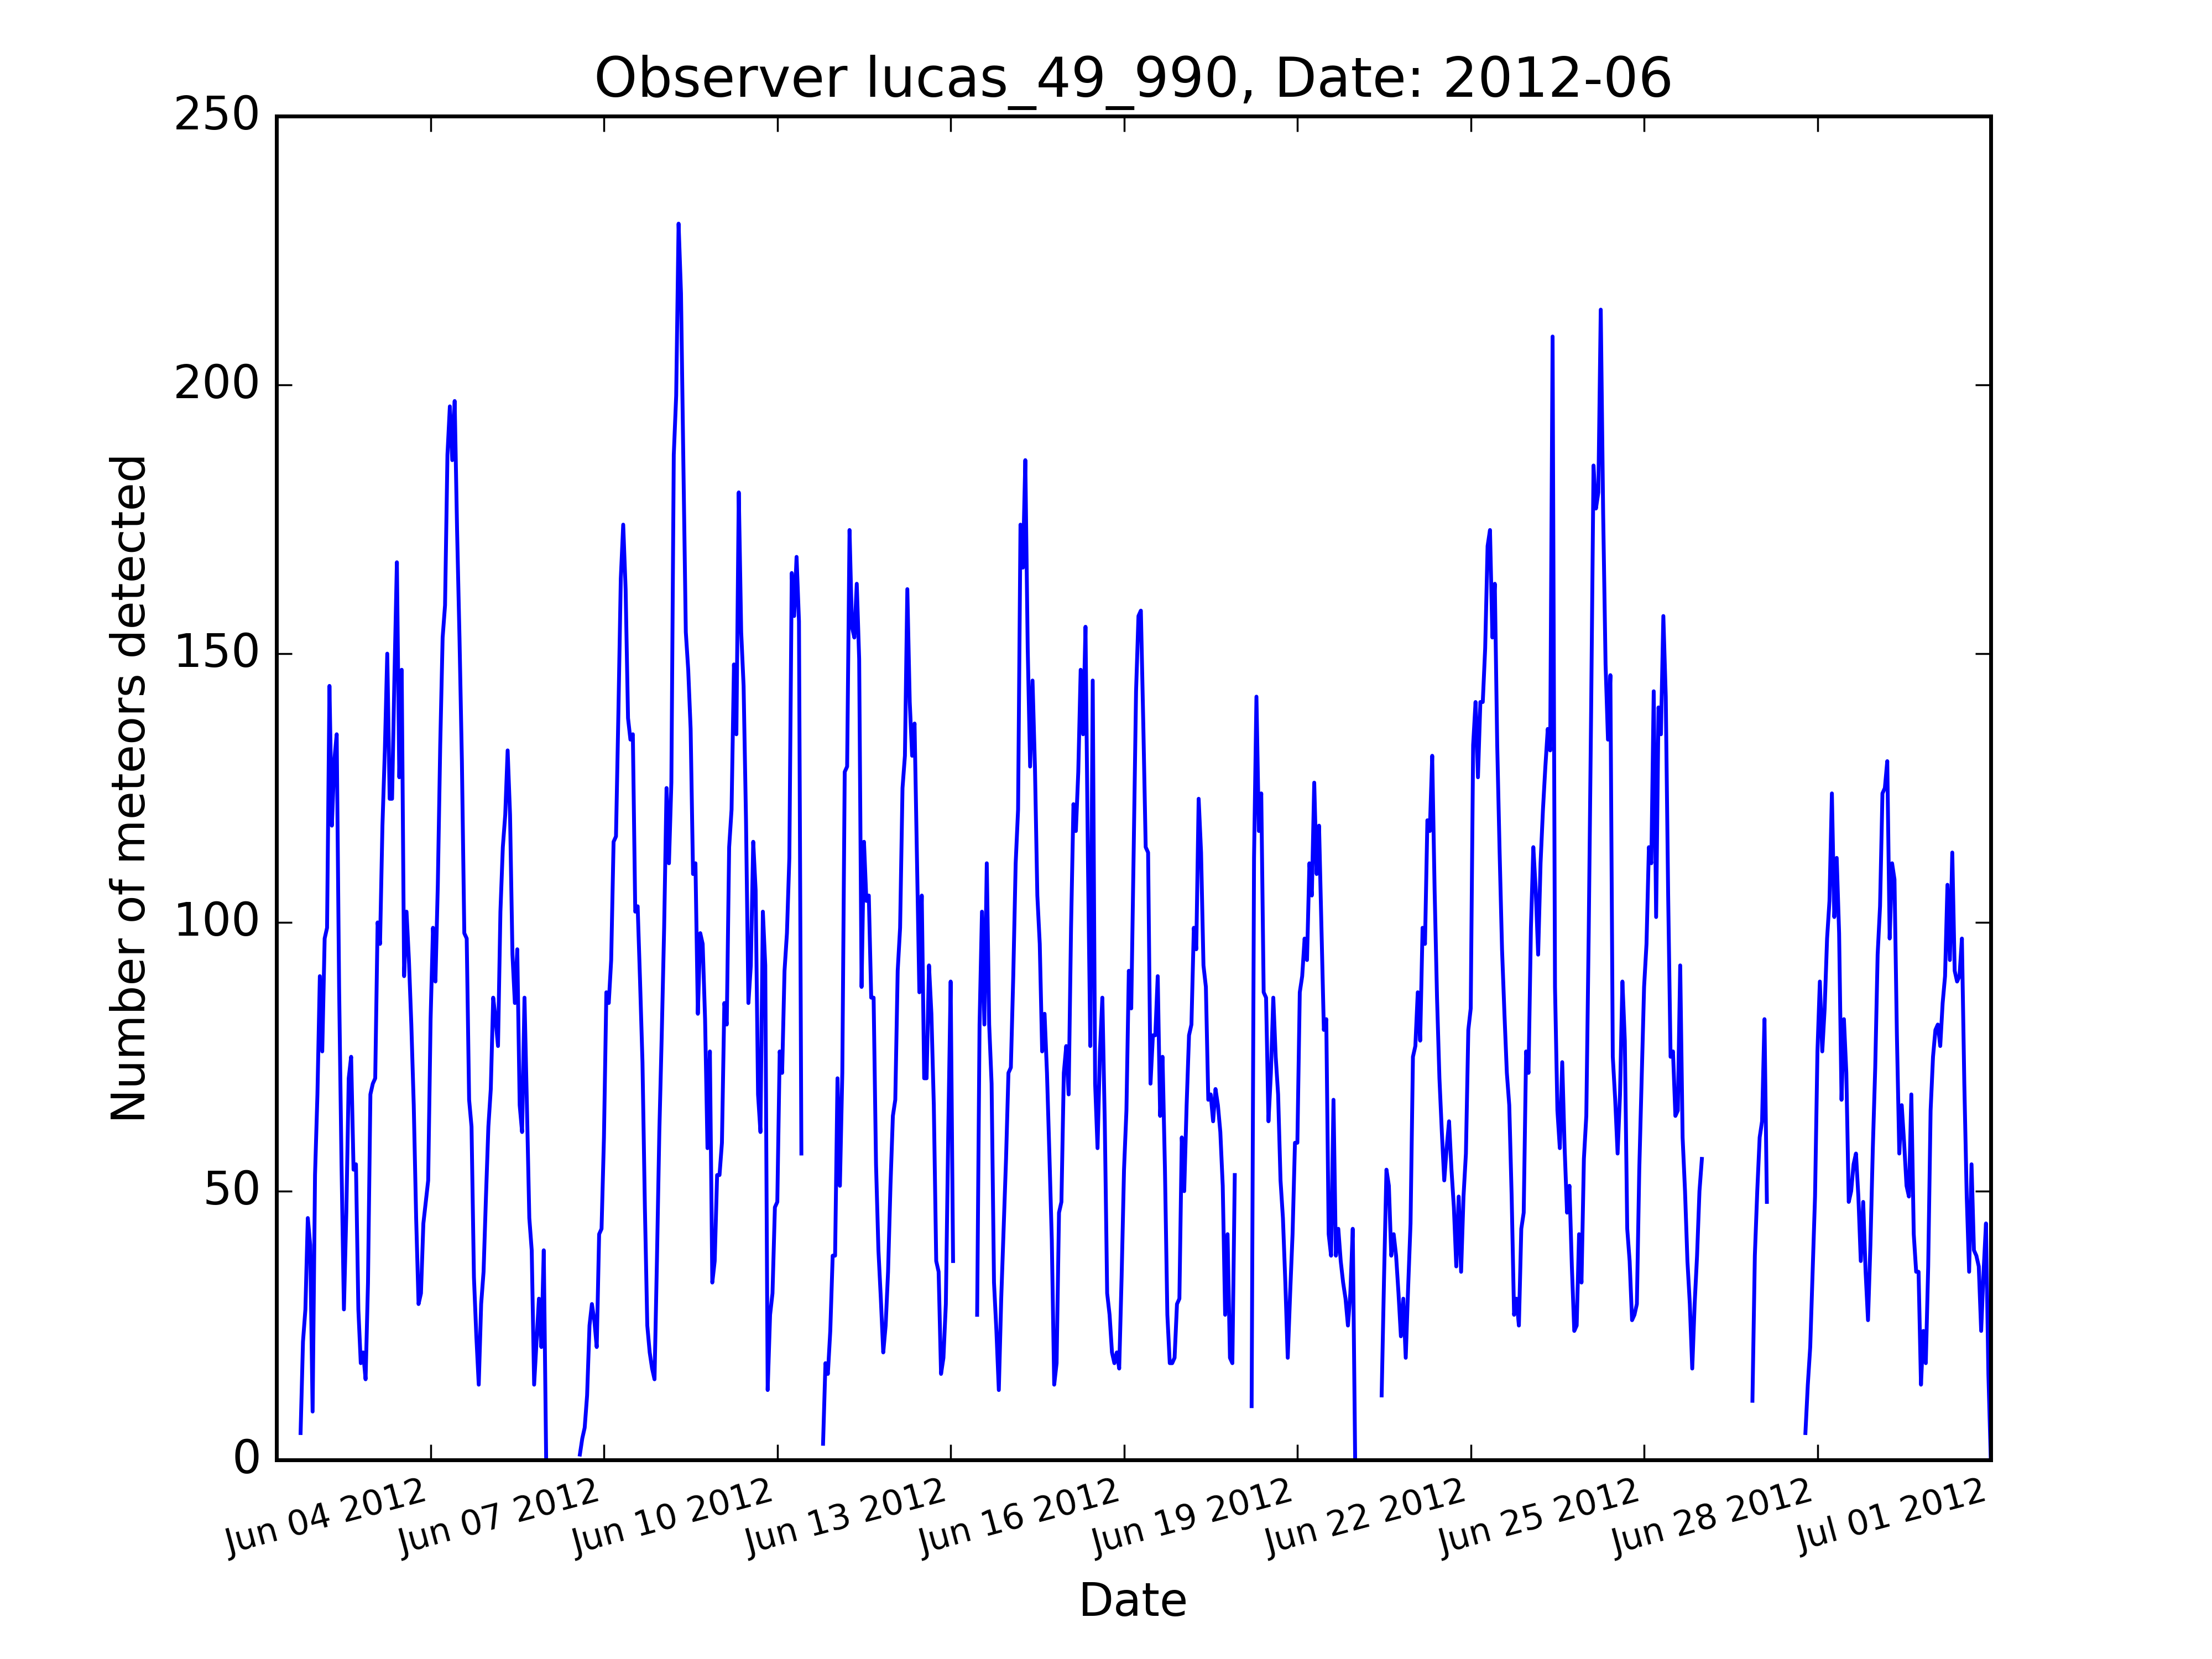 Observer lucas_49_990, Date: 2012-06
250
200
150
100
50
0
Number of meteors detected
Jun 04 2012
Jun 07 2012
Jun 10 2012
Jun 13 2012
Jun 16 2012
Jun 19 2012
Jun 22 2012
Jun 25 2012
Jun 28 2012
Jul 01 2012
Date